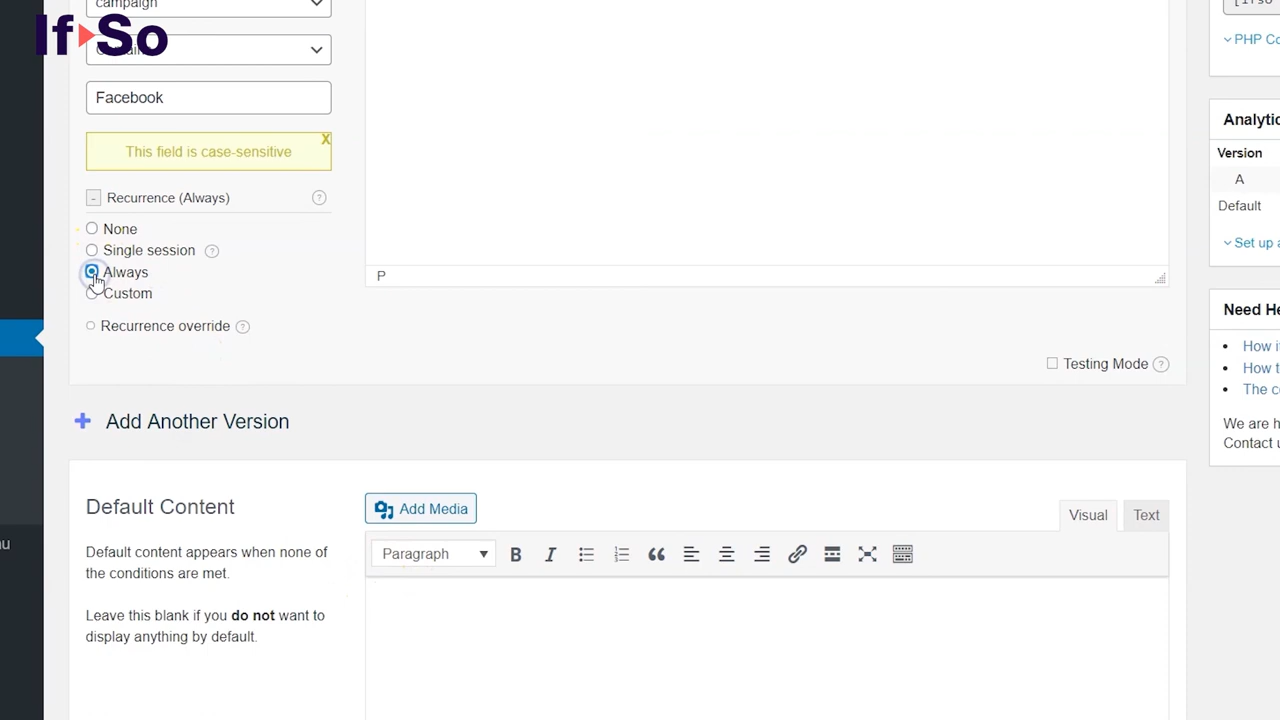 campaign
If So
Facebook
This field is case-sensitive
X
- Recurrence (Always) ?
None
Single session ?
Always
Custom
Recurrence override ?
P
Testing Mode ?
+ Add Another Version
Default Content
Default content appears when none of
the conditions are met.
Leave this blank if you do not want to
display anything by default.
Add Media
Visual
Text
Paragraph
B
I
PHP Co
Analytic
Version
A
Default
Set up a
Need He
How i
How t
The c
We are h
Contact u